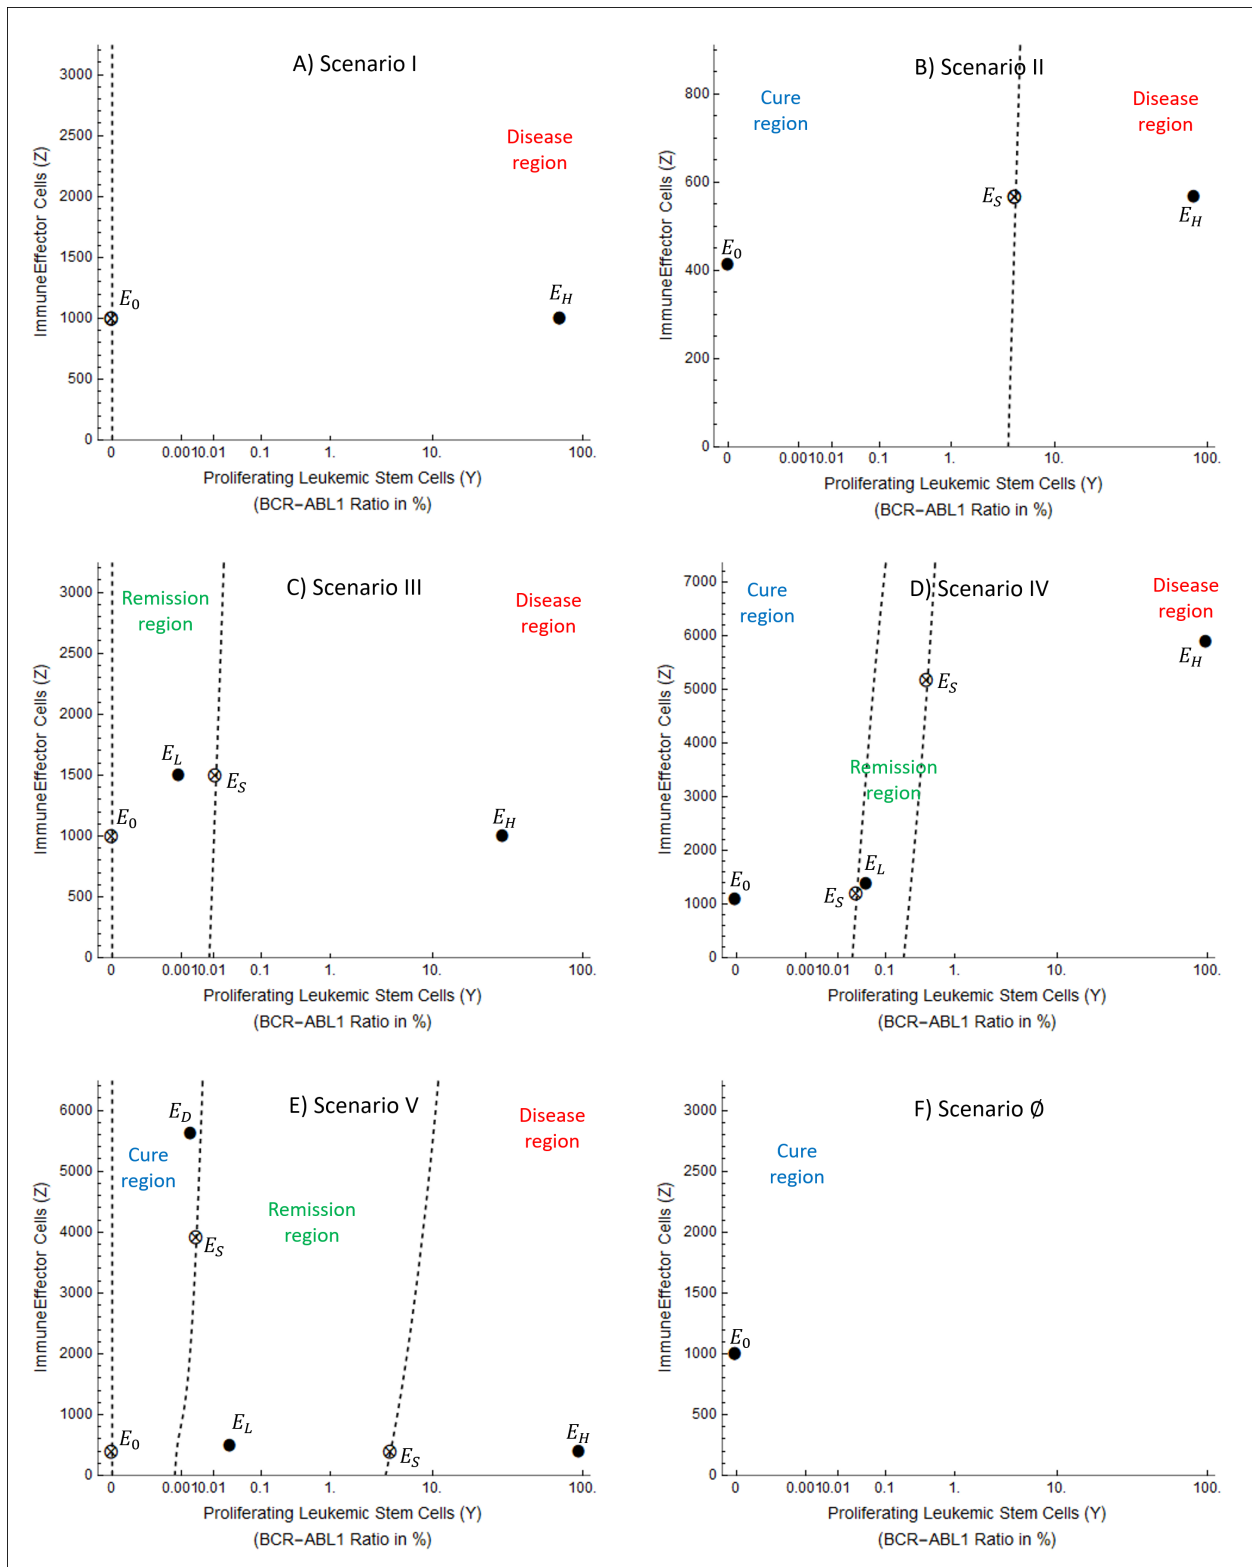 A) Scenario I
ImmuneEffector Cells (Z)
3000
2500
2000
1500
1000
500
0
Disease
region
E0
EH
0 0.0010.01 0.1 1. 10. 100.
Proliferating Leukemic Stem Cells (Y)
(BCR–ABL1 Ratio in %)
B) Scenario II
ImmuneEffector Cells (Z)
800
600
400
200
0
Cure
region
Disease
region
ES
EH
E0
0 0.0010.01 0.1 1. 10. 100.
Proliferating Leukemic Stem Cells (Y)
(BCR–ABL1 Ratio in %)
C) Scenario III
ImmuneEffector Cells (Z)
3000
2500
2000
1500
1000
500
0
Remission
region
Disease
region
EL
ES
E0
EH
0 0.0010.01 0.1 1. 10. 100.
Proliferating Leukemic Stem Cells (Y)
(BCR–ABL1 Ratio in %)
D) Scenario IV
ImmuneEffector Cells (Z)
7000
6000
5000
4000
3000
2000
1000
0
Cure
region
Disease
region
EH
ES
Remission
region
E0
EL
ES
0 0.0010.01 0.1 1. 10. 100.
Proliferating Leukemic Stem Cells (Y)
(BCR–ABL1 Ratio in %)
E) Scenario V
ImmuneEffector Cells (Z)
6000
5000
4000
3000
2000
1000
0
ED
Cure
region
Disease
region
Remission
region
ES
E0
EL
ES
EH
0 0.0010.01 0.1 1. 10. 100.
Proliferating Leukemic Stem Cells (Y)
(BCR–ABL1 Ratio in %)
F) Scenario Ø
ImmuneEffector Cells (Z)
3000
2500
2000
1500
1000
500
0
Cure
region
E0
0 0.0010.01 0.1 1. 10. 100.
Proliferating Leukemic Stem Cells (Y)
(BCR–ABL1 Ratio in %)